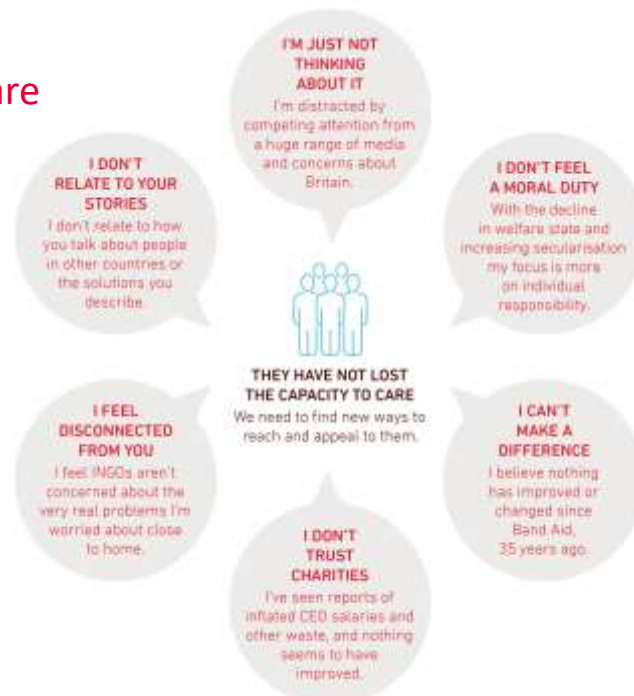 are
I'M JUST NOT
THINKING
ABOUT IT
I'm distracted by
competing attention from
a huge range of media
and concerns about
Britain.
I DON'T
RELATE TO YOUR
STORIES
I don't relate to how
you talk about people
in other countries or
the solutions you
describe.
I DON'T FEEL
A MORAL DUTY
With the decline
in welfare state and
increasing secularisation
my focus is more
on individual
responsibility.
THEY HAVE NOT LOST
THE CAPACITY TO CARE
We need to find new ways to
reach and appeal to them.
I FEEL
DISCONNECTED
FROM YOU
I feel INGOs aren't
concerned about the
very real problems I'm
worried about close
to home.
I CAN'T
MAKE A
DIFFERENCE
I believe nothing
has improved or
changed since
Band Aid,
35 years ago.
I DON'T
TRUST
CHARITIES
I've seen reports of
inflated CEO salaries and
other waste, and nothing
seems to have
improved.